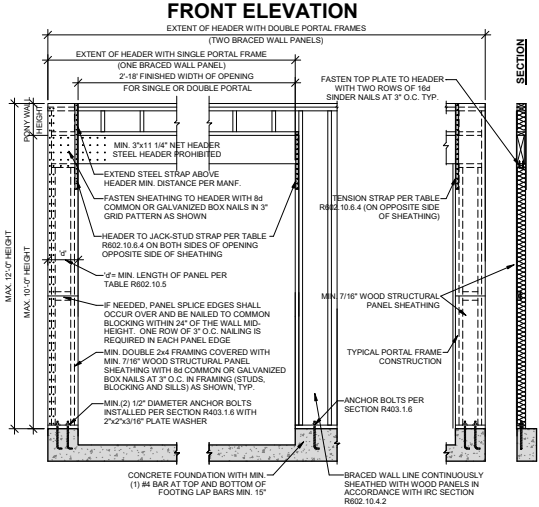 FRONT ELEVATION
EXTENT OF HEADER WITH DOUBLE PORTAL FRAMES
(TWO BRACED WALL PANELS)
EXTENT OF HEADER WITH SINGLE PORTAL FRAME
(ONE BRACED WALL PANEL)
2'-18' FINISHED WIDTH OF OPENING
FOR SINGLE OR DOUBLE PORTAL
SECTION
FASTEN TOP PLATE TO HEADER
WITH TWO ROWS OF 16d
SINDER NAILS AT 3" O.C. TYP.
PONY WALL
HEIGHT
MAX. 12'-0" HEIGHT
MAX. 10'-0" HEIGHT
MIN. 3"x11 1/4" NET HEADER
STEEL HEADER PROHIBITED
EXTEND STEEL STRAP ABOVE
HEADER MIN. DISTANCE PER MANF.
FASTEN SHEATHING TO HEADER WITH 8d
COMMON OR GALVANIZED BOX NAILS IN 3"
GRID PATTERN AS SHOWN
HEADER TO JACK-STUD STRAP PER TABLE
R602.10.6.4 ON BOTH SIDES OF OPENING
OPPOSITE SIDE OF SHEATHING
TENSION STRAP PER TABLE
R602.10.6.4 (ON OPPOSITE SIDE
OF SHEATHING)
'd'
'd'= MIN. LENGTH OF PANEL PER
TABLE R602.10.5
IF NEEDED, PANEL SPLICE EDGES SHALL
OCCUR OVER AND BE NAILED TO COMMON
BLOCKING WITHIN 24" OF THE WALL MID-
HEIGHT. ONE ROW OF 3" O.C. NAILING IS
REQUIRED IN EACH PANEL EDGE
MIN. 7/16" WOOD STRUCTURAL
PANEL SHEATHING
MIN. DOUBLE 2x4 FRAMING COVERED WITH
MIN. 7/16" WOOD STRUCTURAL PANEL
SHEATHING WITH 8d COMMON OR GALVANIZED
BOX NAILS AT 3" O.C. IN FRAMING (STUDS,
BLOCKING AND SILLS) AS SHOWN, TYP.
TYPICAL PORTAL FRAME
CONSTRUCTION
MIN.(2) 1/2" DIAMETER ANCHOR BOLTS
INSTALLED PER SECTION R403.1.6 WITH
2"x2"x3/16" PLATE WASHER
ANCHOR BOLTS PER
SECTION R403.1.6
CONCRETE FOUNDATION WITH MIN.
(1) #4 BAR AT TOP AND BOTTOM OF
FOOTING LAP BARS MIN. 15"
BRACED WALL LINE CONTINUOUSLY
SHEATHED WITH WOOD PANELS IN
ACCORDANCE WITH IRC SECTION
R602.10.4.2